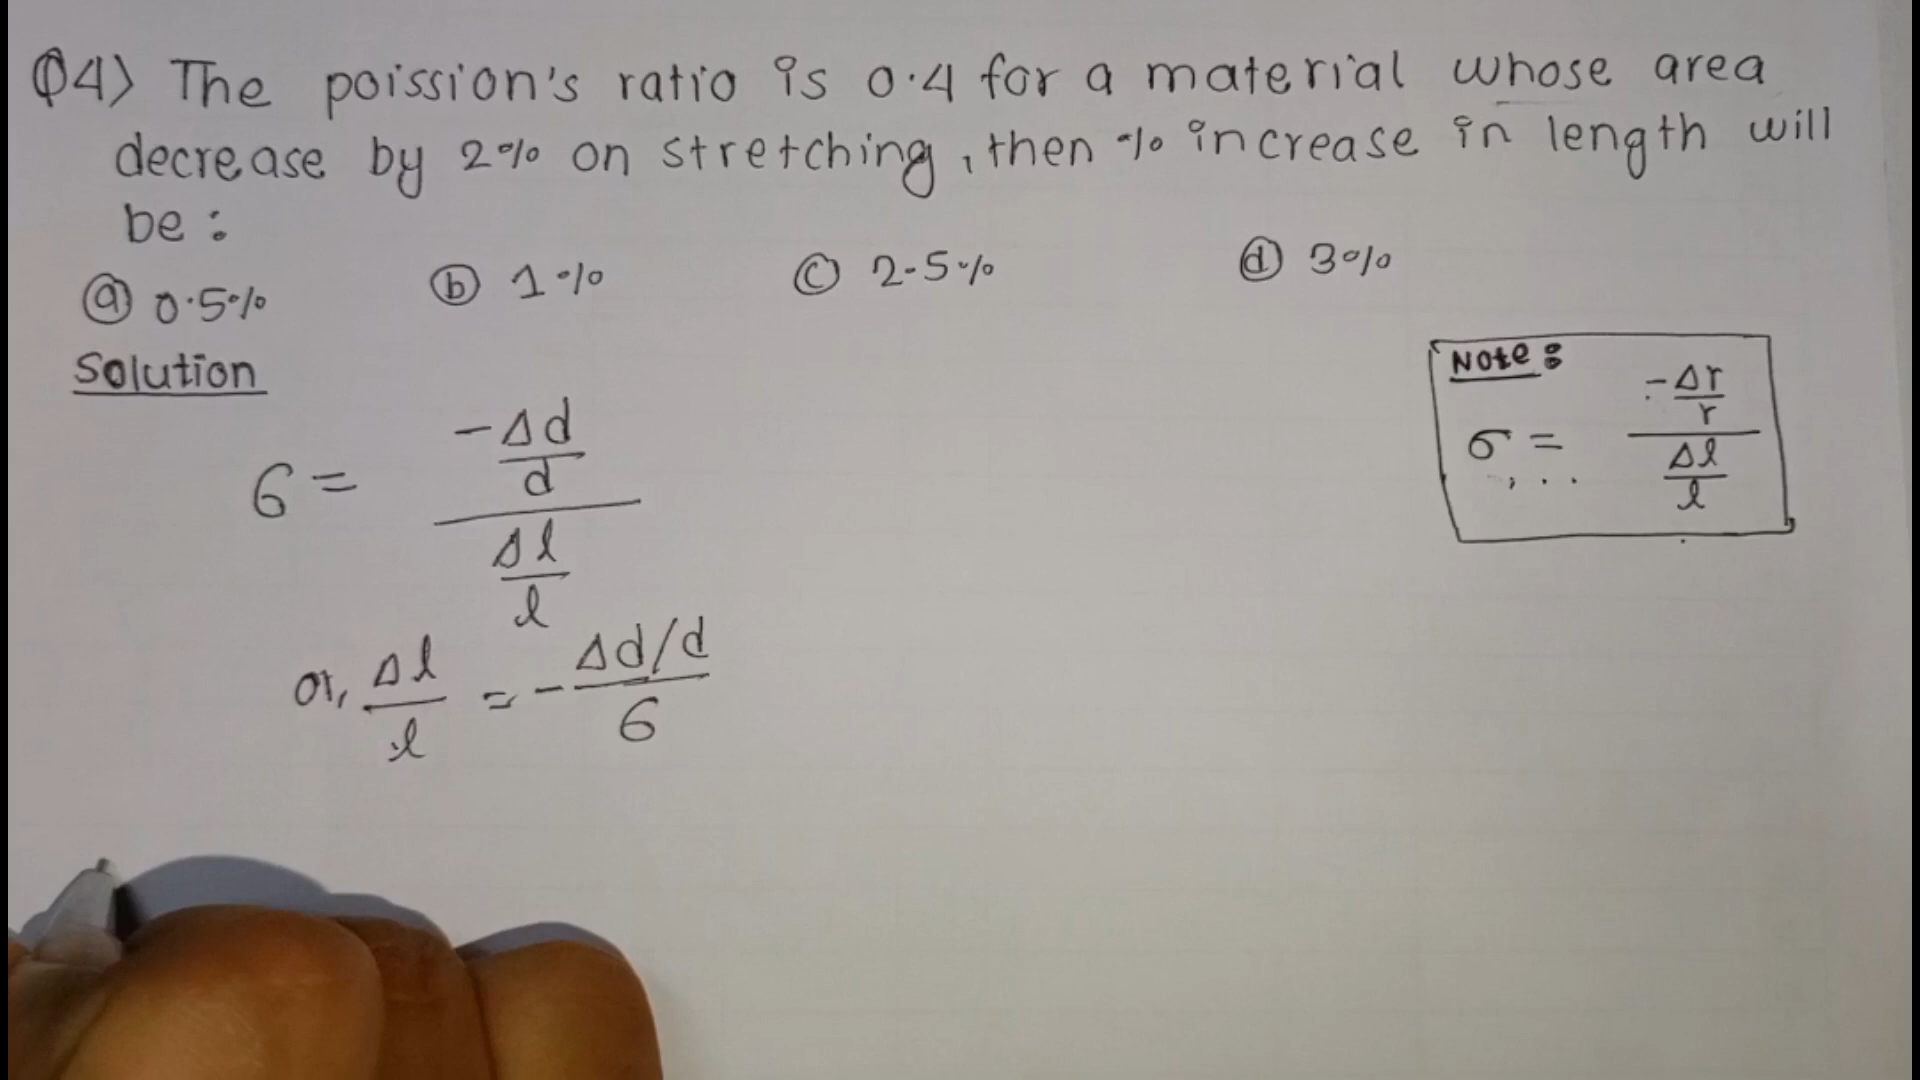 Q4) The poission's ratio is 0.4 for a material whose area
decrease by 2% on stretching, then % increase in length will
be :
(a) 0.5%
(b) 1%
(c) 2.5%
(d) 3%
Solution
Note :
σ = (-Δr/r)/(Δl/l)
σ = (-Δd/d)/(Δl/l)
or, Δl/l = - (Δd/d)/σ